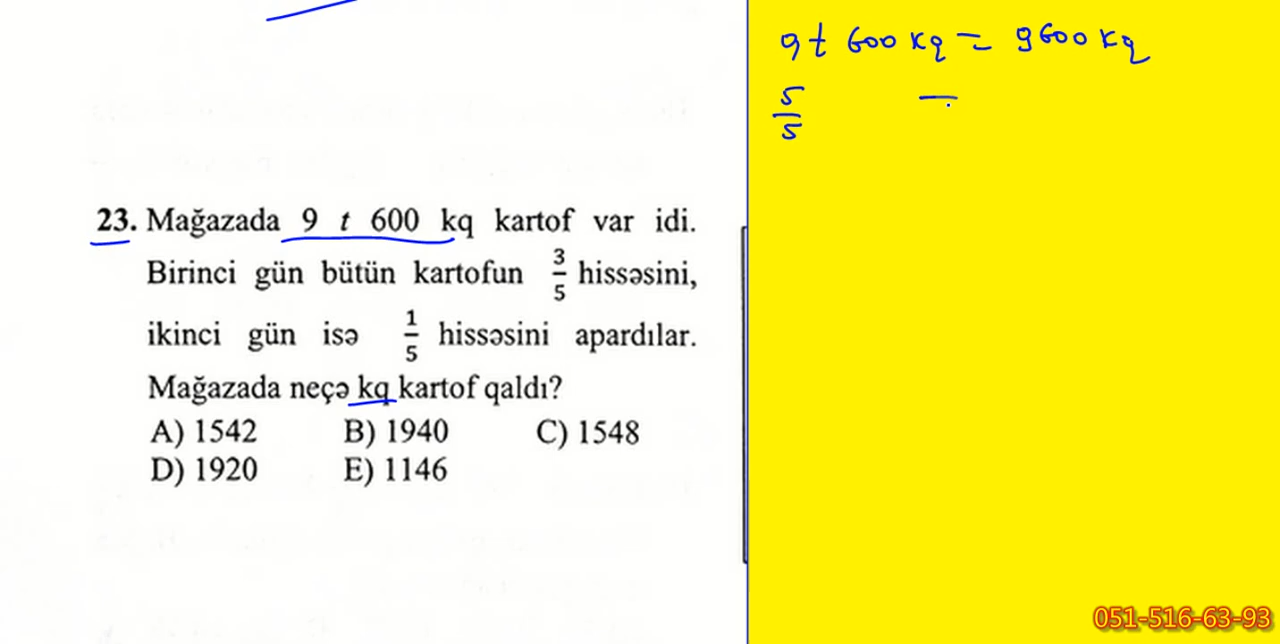 9 t 600 kq = 9600 kq
5/5 —
23. Mağazada 9 t 600 kq kartof var idi.
Birinci gün bütün kartofun 3/5 hissəsini,
ikinci gün isə 1/5 hissəsini apardılar.
Mağazada neçə kq kartof qaldı?
A) 1542 B) 1940 C) 1548
D) 1920 E) 1146
051-516-63-93